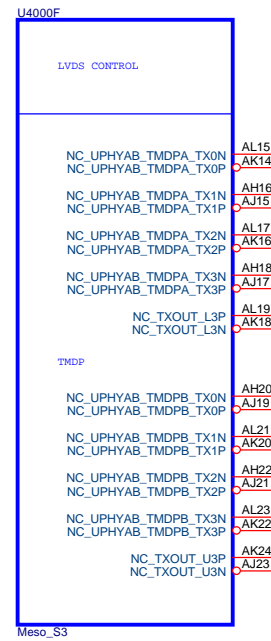 U4000F
LVDS CONTROL
NC_UPHYAB_TMDPA_TX0N AL15
NC_UPHYAB_TMDPA_TX0P AK14
NC_UPHYAB_TMDPA_TX1N AH16
NC_UPHYAB_TMDPA_TX1P AJ15
NC_UPHYAB_TMDPA_TX2N AL17
NC_UPHYAB_TMDPA_TX2P AK16
NC_UPHYAB_TMDPA_TX3N AH18
NC_UPHYAB_TMDPA_TX3P AJ17
NC_TXOUT_L3P AL19
NC_TXOUT_L3N AK18
TMDP
NC_UPHYAB_TMDPB_TX0N AH20
NC_UPHYAB_TMDPB_TX0P AJ19
NC_UPHYAB_TMDPB_TX1N AL21
NC_UPHYAB_TMDPB_TX1P AK20
NC_UPHYAB_TMDPB_TX2N AH22
NC_UPHYAB_TMDPB_TX2P AJ21
NC_UPHYAB_TMDPB_TX3N AL23
NC_UPHYAB_TMDPB_TX3P AK22
NC_TXOUT_U3P AK24
NC_TXOUT_U3N AJ23
Meso_S3